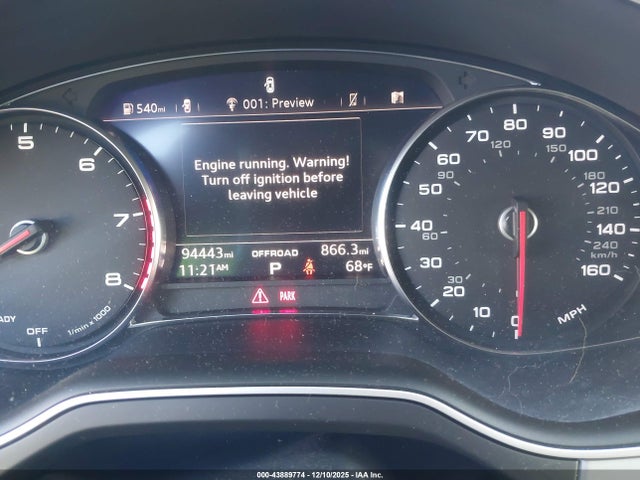 540mi
001: Preview
Engine running. Warning!
Turn off ignition before
leaving vehicle
94443mi OFFROAD 866.3mi
11:21AM P 68°F
PARK
5
6
7
8
OFF
1/min x 1000
0
10
20
30
40
50
60
70
80
90
100
120
140
160
30
60
90
120
150
180
210
240
km/h
MPH
000-43889774 - 12/10/2025 - IAA Inc.